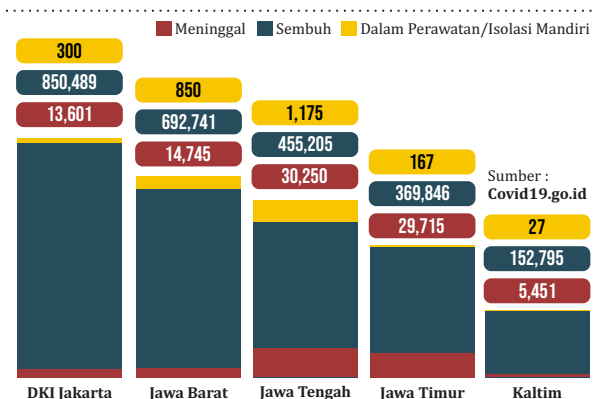 Meninggal Sembuh Dalam Perawatan/Isolasi Mandiri
300
850,489
13,601
DKI Jakarta
850
692,741
14,745
Jawa Barat
1,175
455,205
30,250
Jawa Tengah
167
369,846
29,715
Jawa Timur
Sumber :
Covid19.go.id
27
152,795
5,451
Kaltim